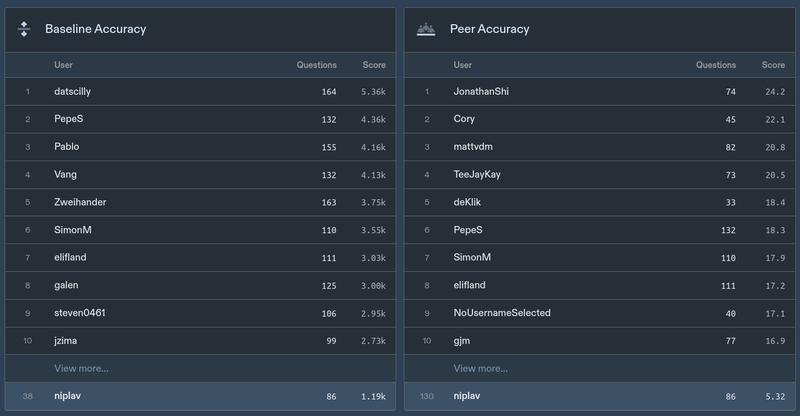 Baseline Accuracy
User Questions Score
1 datscilly 164 5.36k
2 PepeS 132 4.36k
3 Pablo 155 4.16k
4 Vang 132 4.13k
5 Zweihander 163 3.75k
6 SimonM 110 3.55k
7 elifland 111 3.03k
8 galen 125 3.00k
9 steven0461 106 2.95k
10 jzima 99 2.73k
View more...
38 niplav 86 1.19k
Peer Accuracy
User Questions Score
1 JonathanShi 74 24.2
2 Cory 45 22.1
3 mattvdm 82 20.8
4 TeeJayKay 73 20.5
5 deKlik 33 18.4
6 PepeS 132 18.3
7 SimonM 110 17.9
8 elifland 111 17.2
9 NoUsernameSelected 40 17.1
10 gjm 77 16.9
View more...
130 niplav 86 5.32